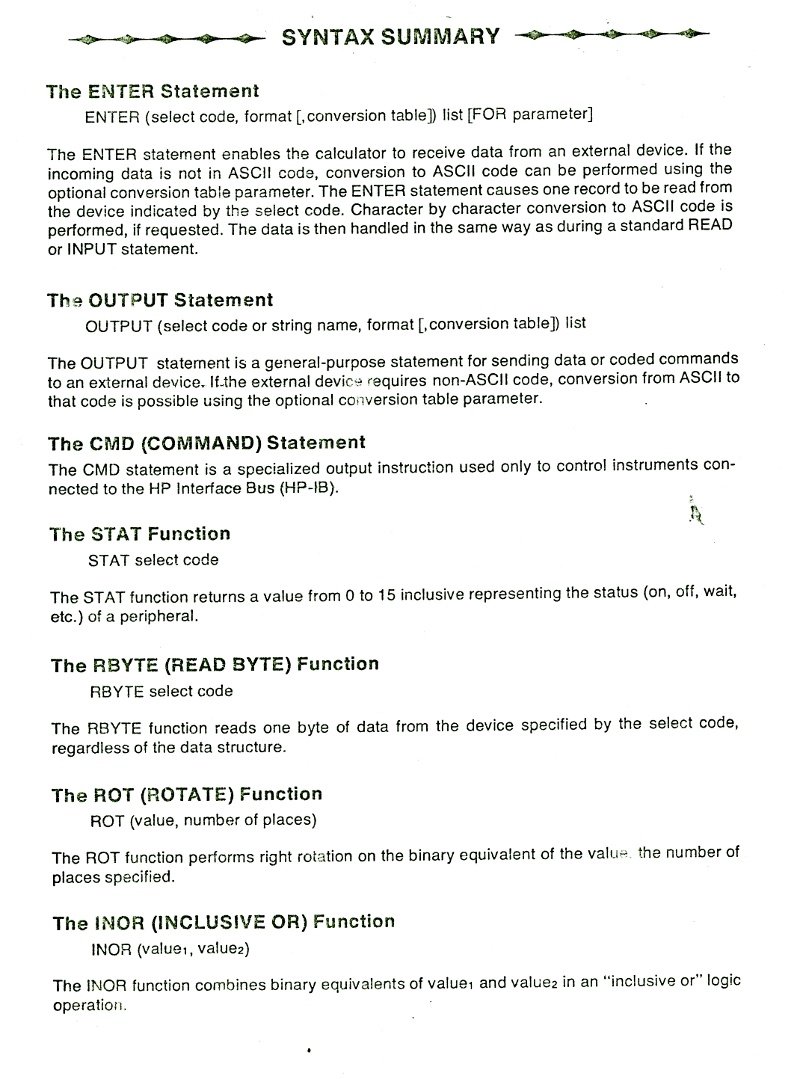 SYNTAX SUMMARY
The ENTER Statement
ENTER (select code, format [,conversion table]) list [FOR parameter]
The ENTER statement enables the calculator to receive data from an external device. If the
incoming data is not in ASCII code, conversion to ASCII code can be performed using the
optional conversion table parameter. The ENTER statement causes one record to be read from
the device indicated by the select code. Character by character conversion to ASCII code is
performed, if requested. The data is then handled in the same way as during a standard READ
or INPUT statement.
The OUTPUT Statement
OUTPUT (select code or string name, format [,conversion table]) list
The OUTPUT statement is a general-purpose statement for sending data or coded commands
to an external device. If the external device requires non-ASCII code, conversion from ASCII to
that code is possible using the optional conversion table parameter.
The CMD (COMMAND) Statement
The CMD statement is a specialized output instruction used only to control instruments con-
nected to the HP Interface Bus (HP-IB).
The STAT Function
STAT select code
The STAT function returns a value from 0 to 15 inclusive representing the status (on, off, wait,
etc.) of a peripheral.
The RBYTE (READ BYTE) Function
RBYTE select code
The RBYTE function reads one byte of data from the device specified by the select code,
regardless of the data structure.
The ROT (ROTATE) Function
ROT (value, number of places)
The ROT function performs right rotation on the binary equivalent of the value, the number of
places specified.
The INOR (INCLUSIVE OR) Function
INOR (value₁, value₂)
The INOR function combines binary equivalents of value₁ and value₂ in an “inclusive or” logic
operation.